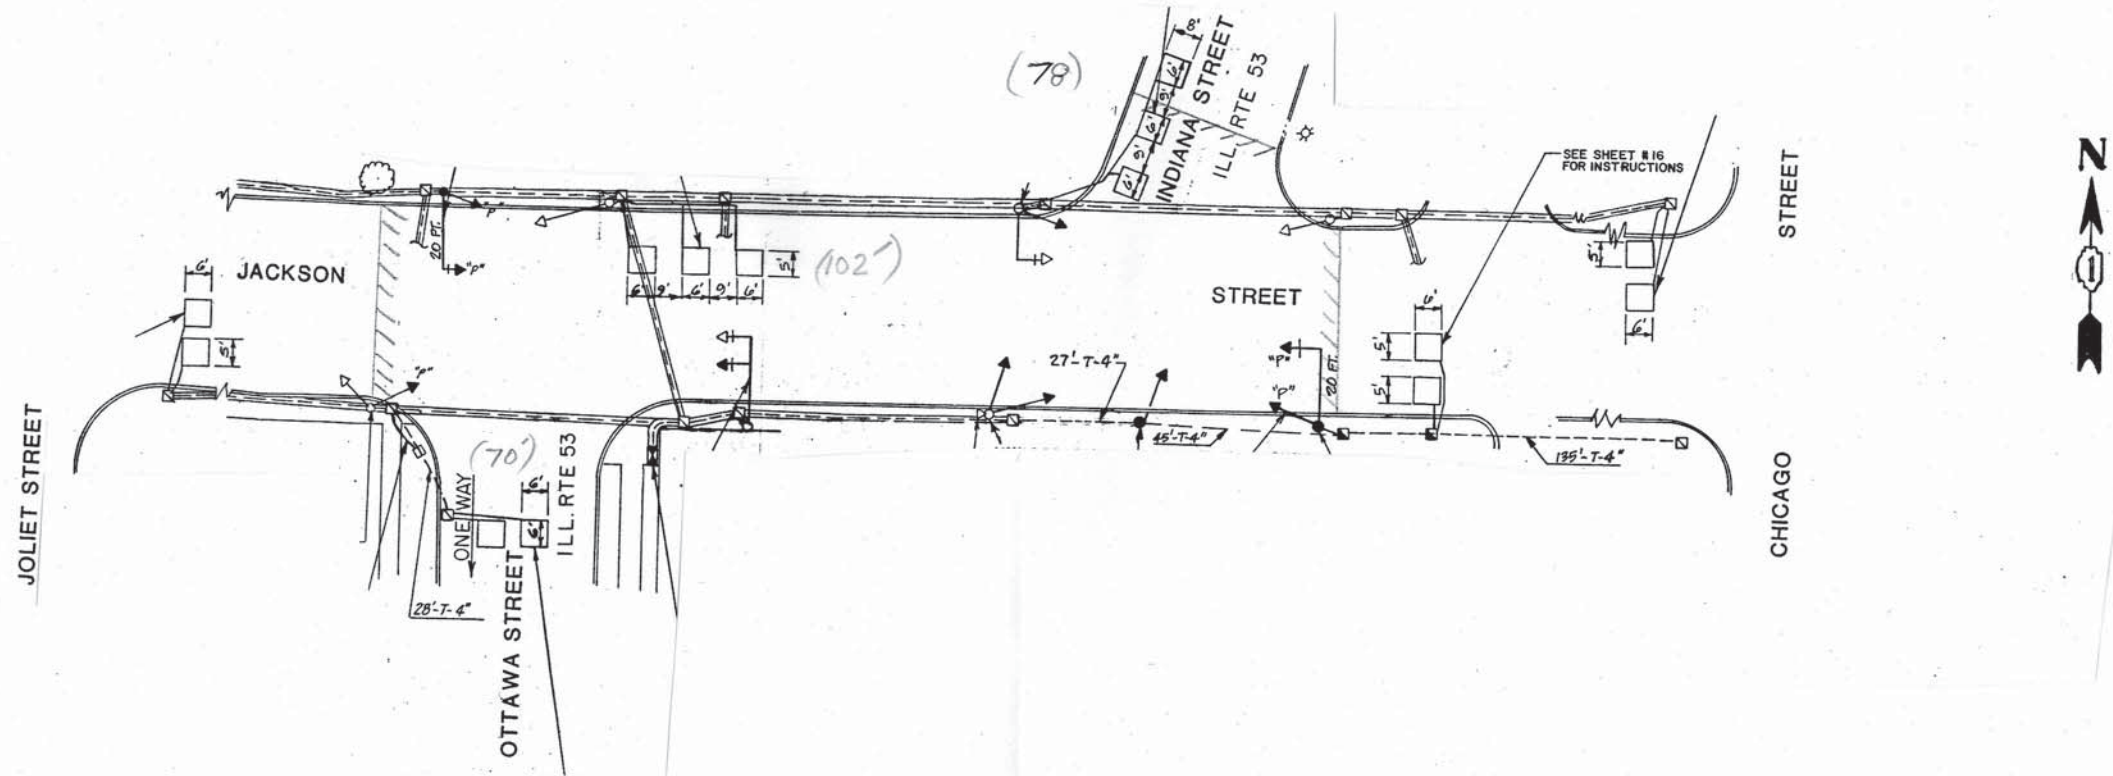 8'
INDIANA STREET
ILL. RTE 53
(78)
6'
9'
6'
9'
6'
SEE SHEET #16
FOR INSTRUCTIONS
STREET
N
1
"P"
20 FT.
"P"
5'
(102')
6' 9' 6' 9' 6'
JACKSON
STREET
6'
5'
5'
6'
6'
5'
5'
"P"
"P"
"P"
20 FT.
27'-T-4"
45'-T-4"
135'-T-4"
JOLIET STREET
(70')
ONE WAY
6'
6'
ILL. RTE 53
OTTAWA STREET
28'-T-4"
CHICAGO